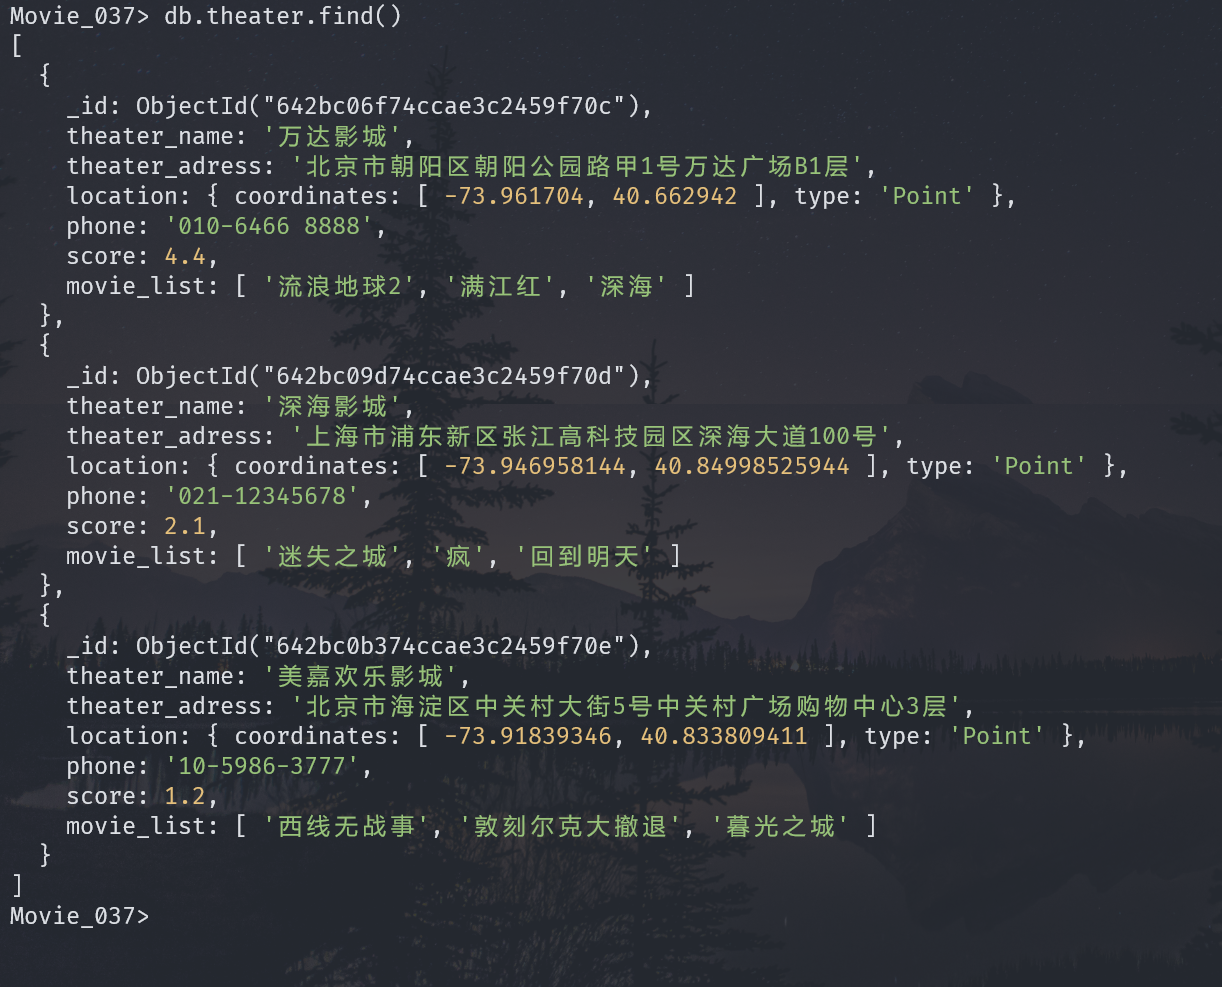 Movie_037> db.theater.find()
[
  {
    _id: ObjectId("642bc06f74ccae3c2459f70c"),
    theater_name: '万达影城',
    theater_adress: '北京市朝阳区朝阳公园路甲1号万达广场B1层',
    location: { coordinates: [ -73.961704, 40.662942 ], type: 'Point' },
    phone: '010-6466 8888',
    score: 4.4,
    movie_list: [ '流浪地球2', '满江红', '深海' ]
  },
  {
    _id: ObjectId("642bc09d74ccae3c2459f70d"),
    theater_name: '深海影城',
    theater_adress: '上海市浦东新区张江高科技园区深海大道100号',
    location: { coordinates: [ -73.946958144, 40.84998525944 ], type: 'Point' },
    phone: '021-12345678',
    score: 2.1,
    movie_list: [ '迷失之城', '疯', '回到明天' ]
  },
  {
    _id: ObjectId("642bc0b374ccae3c2459f70e"),
    theater_name: '美嘉欢乐影城',
    theater_adress: '北京市海淀区中关村大街5号中关村广场购物中心3层',
    location: { coordinates: [ -73.91839346, 40.833809411 ], type: 'Point' },
    phone: '10-5986-3777',
    score: 1.2,
    movie_list: [ '西线无战事', '敦刻尔克大撤退', '暮光之城' ]
  }
]
Movie_037>